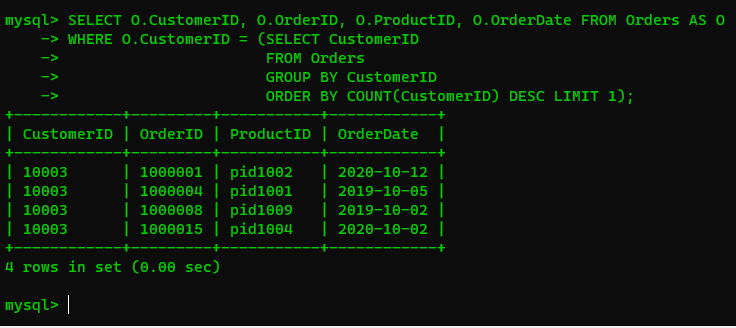 mysql> SELECT O.CustomerID, O.OrderID, O.ProductID, O.OrderDate FROM Orders AS O
    -> WHERE O.CustomerID = (SELECT CustomerID
    ->                       FROM Orders
    ->                       GROUP BY CustomerID
    ->                       ORDER BY COUNT(CustomerID) DESC LIMIT 1);
+------------+---------+-----------+------------+
| CustomerID | OrderID | ProductID | OrderDate  |
+------------+---------+-----------+------------+
| 10003      | 1000001 | pid1002   | 2020-10-12 |
| 10003      | 1000004 | pid1001   | 2019-10-05 |
| 10003      | 1000008 | pid1009   | 2019-10-02 |
| 10003      | 1000015 | pid1004   | 2020-10-02 |
+------------+---------+-----------+------------+
4 rows in set (0.00 sec)
mysql>